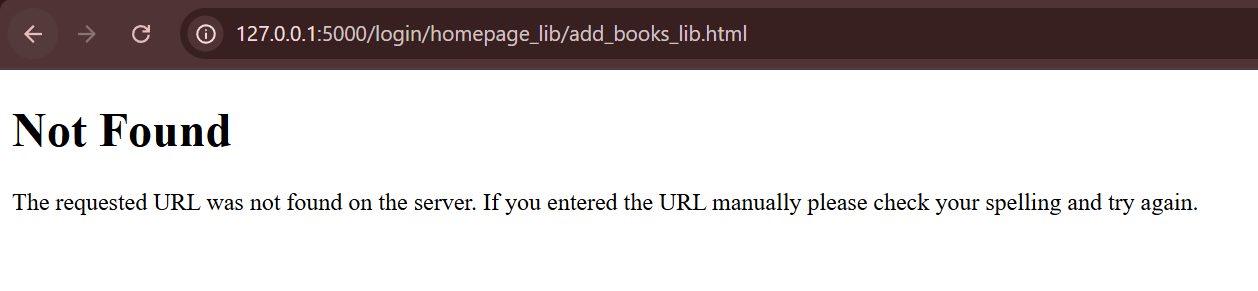 127.0.0.1:5000/login/homepage_lib/add_books_lib.html
Not Found
The requested URL was not found on the server. If you entered the URL manually please check your spelling and try again.